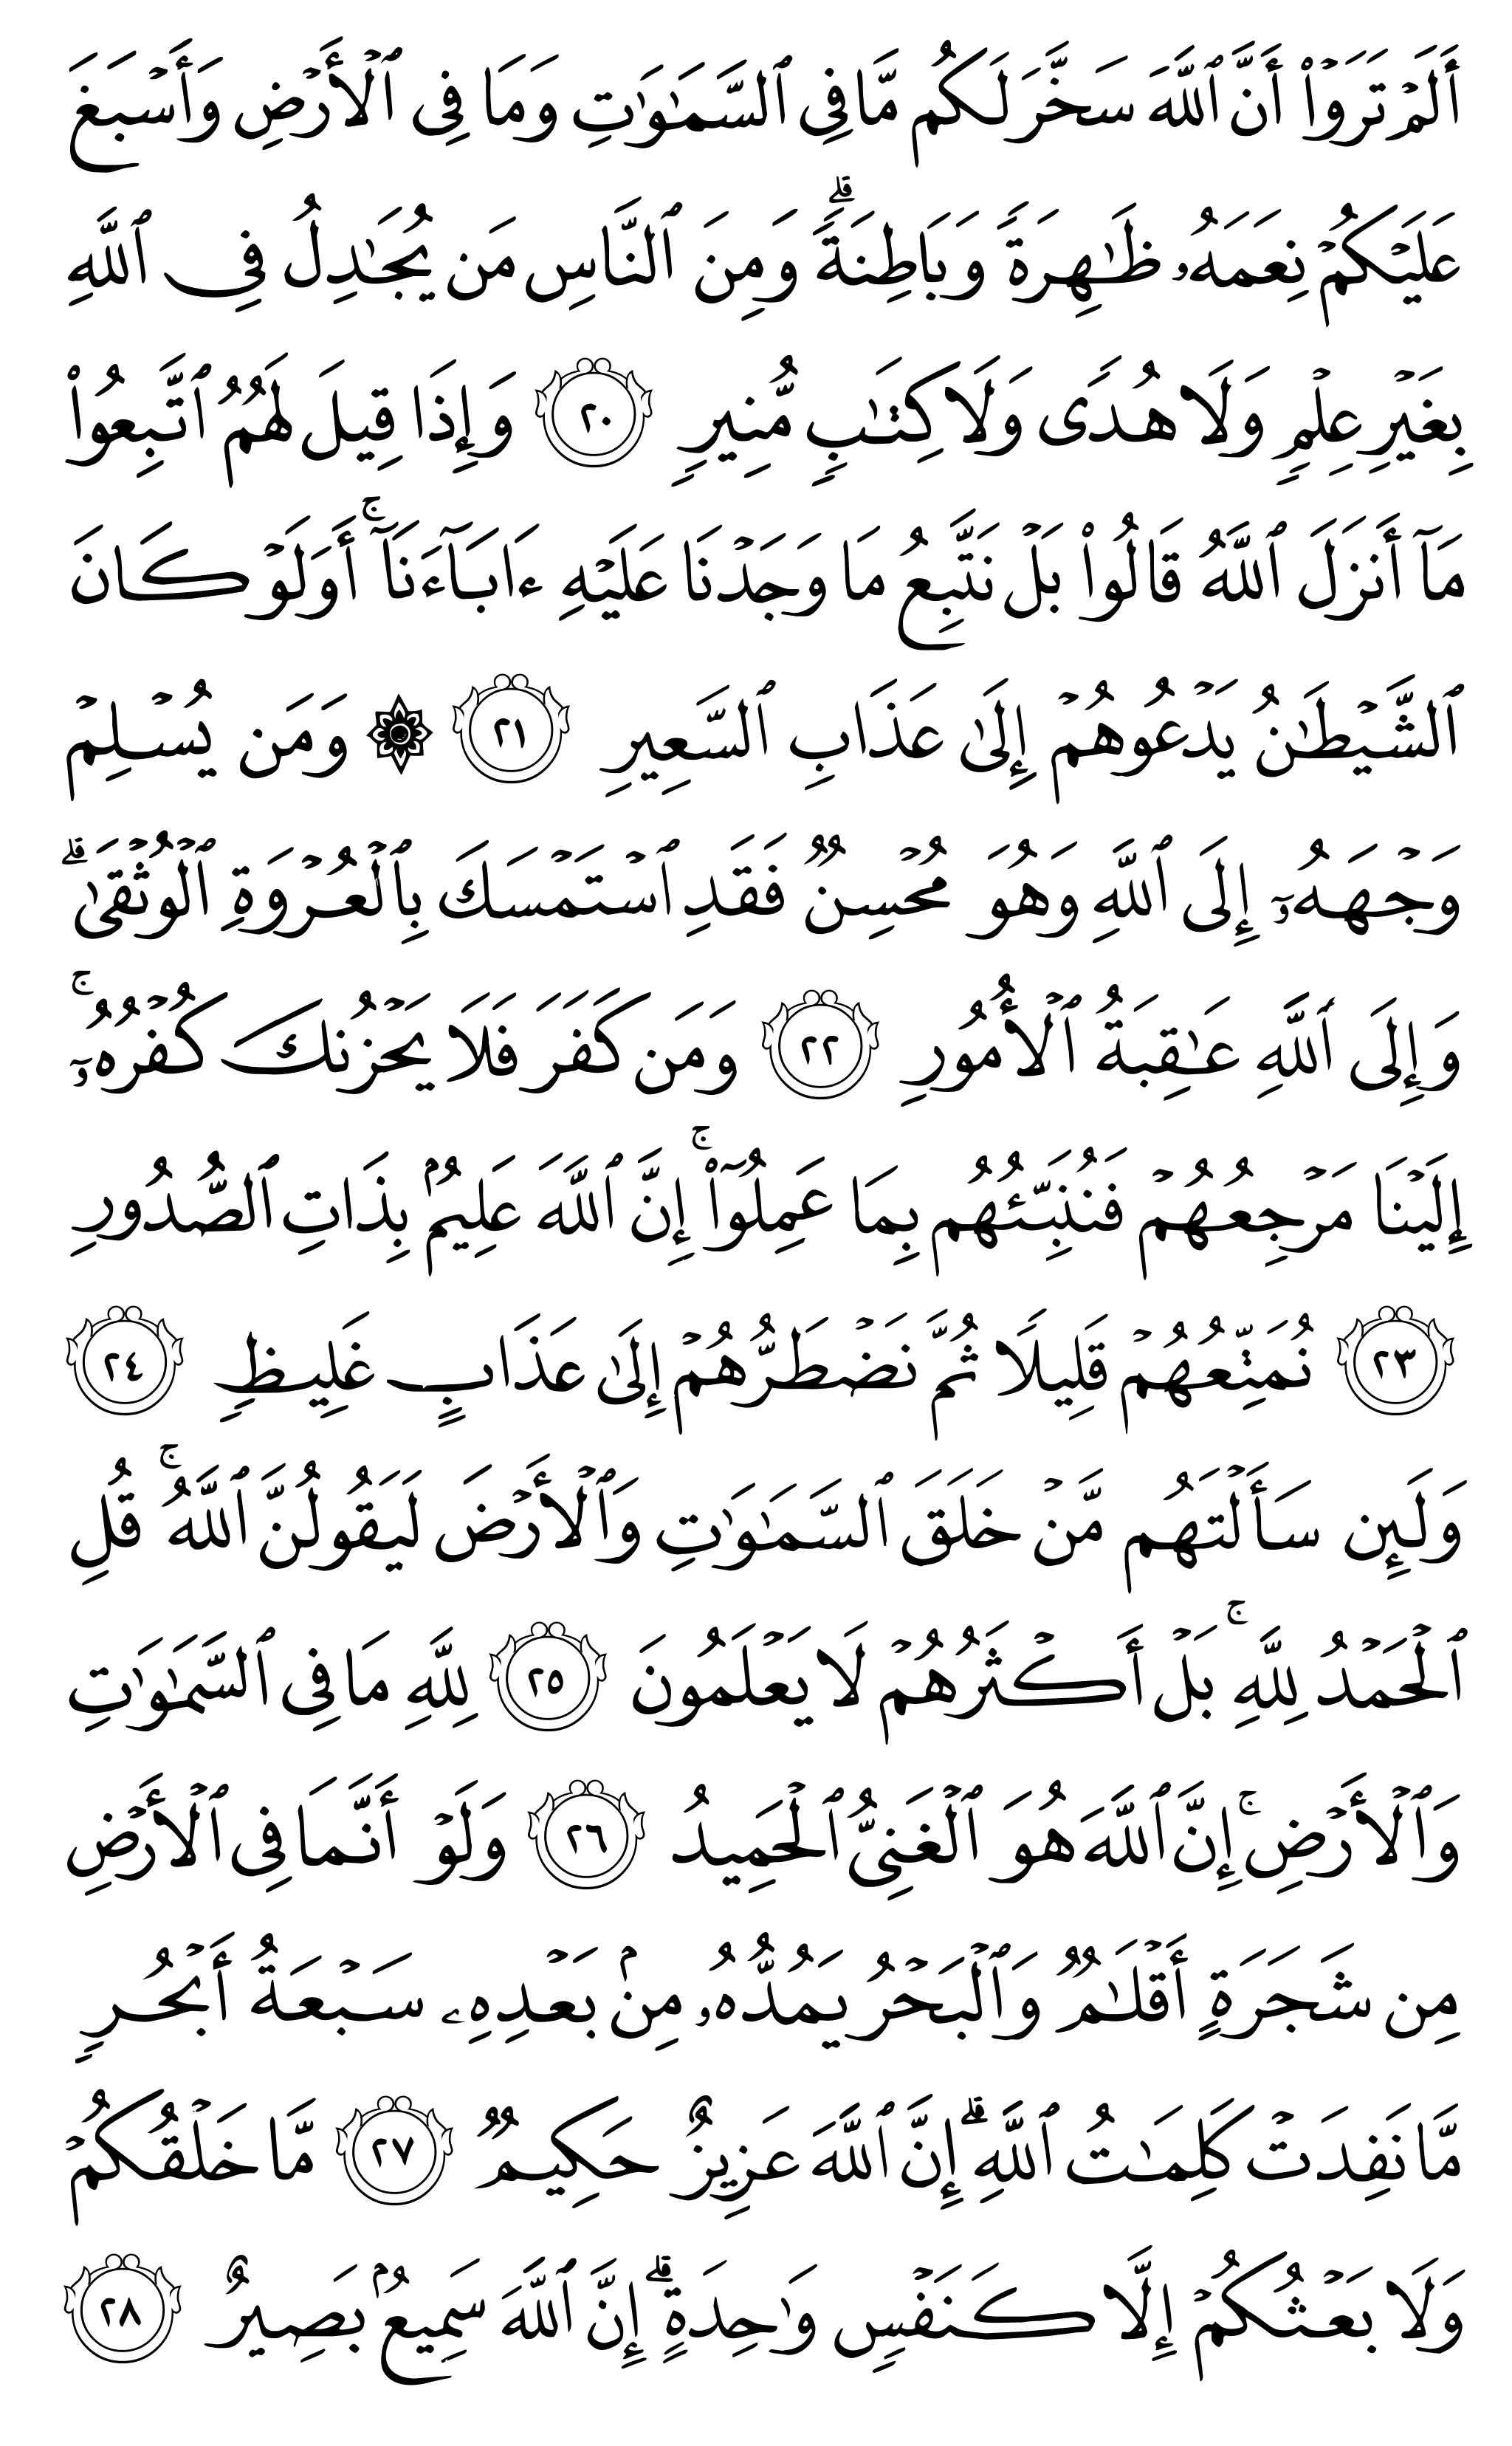 أَلَمْ تَرَوْا۟ أَنَّ ٱللَّهَ سَخَّرَ لَكُم مَّا فِى ٱلسَّمَـٰوَٰتِ وَمَا فِى ٱلْأَرْضِ وَأَسْبَغَ
عَلَيْكُمْ نِعَمَهُۥ ظَـٰهِرَةً وَبَاطِنَةً ۗ وَمِنَ ٱلنَّاسِ مَن يُجَـٰدِلُ فِى ٱللَّهِ
بِغَيْرِ عِلْمٍ وَلَا هُدًى وَلَا كِتَـٰبٍ مُّنِيرٍ ٢٠ وَإِذَا قِيلَ لَهُمُ ٱتَّبِعُوا۟
مَآ أَنزَلَ ٱللَّهُ قَالُوا۟ بَلْ نَتَّبِعُ مَا وَجَدْنَا عَلَيْهِ ءَابَآءَنَآ ۚ أَوَلَوْ كَانَ
ٱلشَّيْطَـٰنُ يَدْعُوهُمْ إِلَىٰ عَذَابِ ٱلسَّعِيرِ ٢١ ۞ وَمَن يُسْلِمْ
وَجْهَهُۥٓ إِلَى ٱللَّهِ وَهُوَ مُحْسِنٌ فَقَدِ ٱسْتَمْسَكَ بِٱلْعُرْوَةِ ٱلْوُثْقَىٰ ۗ
وَإِلَى ٱللَّهِ عَـٰقِبَةُ ٱلْأُمُورِ ٢٢ وَمَن كَفَرَ فَلَا يَحْزُنكَ كُفْرُهُۥٓ ۚ
إِلَيْنَا مَرْجِعُهُمْ فَنُنَبِّئُهُم بِمَا عَمِلُوٓا۟ ۚ إِنَّ ٱللَّهَ عَلِيمٌۢ بِذَاتِ ٱلصُّدُورِ
٢٣ نُمَتِّعُهُمْ قَلِيلًا ثُمَّ نَضْطَرُّهُمْ إِلَىٰ عَذَابٍ غَلِيظٍ ٢٤
وَلَئِن سَأَلْتَهُم مَّنْ خَلَقَ ٱلسَّمَـٰوَٰتِ وَٱلْأَرْضَ لَيَقُولُنَّ ٱللَّهُ ۚ قُلِ
ٱلْحَمْدُ لِلَّهِ ۚ بَلْ أَكْثَرُهُمْ لَا يَعْلَمُونَ ٢٥ لِلَّهِ مَا فِى ٱلسَّمَـٰوَٰتِ
وَٱلْأَرْضِ ۚ إِنَّ ٱللَّهَ هُوَ ٱلْغَنِىُّ ٱلْحَمِيدُ ٢٦ وَلَوْ أَنَّمَا فِى ٱلْأَرْضِ
مِن شَجَرَةٍ أَقْلَـٰمٌ وَٱلْبَحْرُ يَمُدُّهُۥ مِنۢ بَعْدِهِۦ سَبْعَةُ أَبْحُرٍ
مَّا نَفِدَتْ كَلِمَـٰتُ ٱللَّهِ ۗ إِنَّ ٱللَّهَ عَزِيزٌ حَكِيمٌ ٢٧ مَّا خَلْقُكُمْ
وَلَا بَعْثُكُمْ إِلَّا كَنَفْسٍ وَٰحِدَةٍ ۗ إِنَّ ٱللَّهَ سَمِيعٌۢ بَصِيرٌ ٢٨